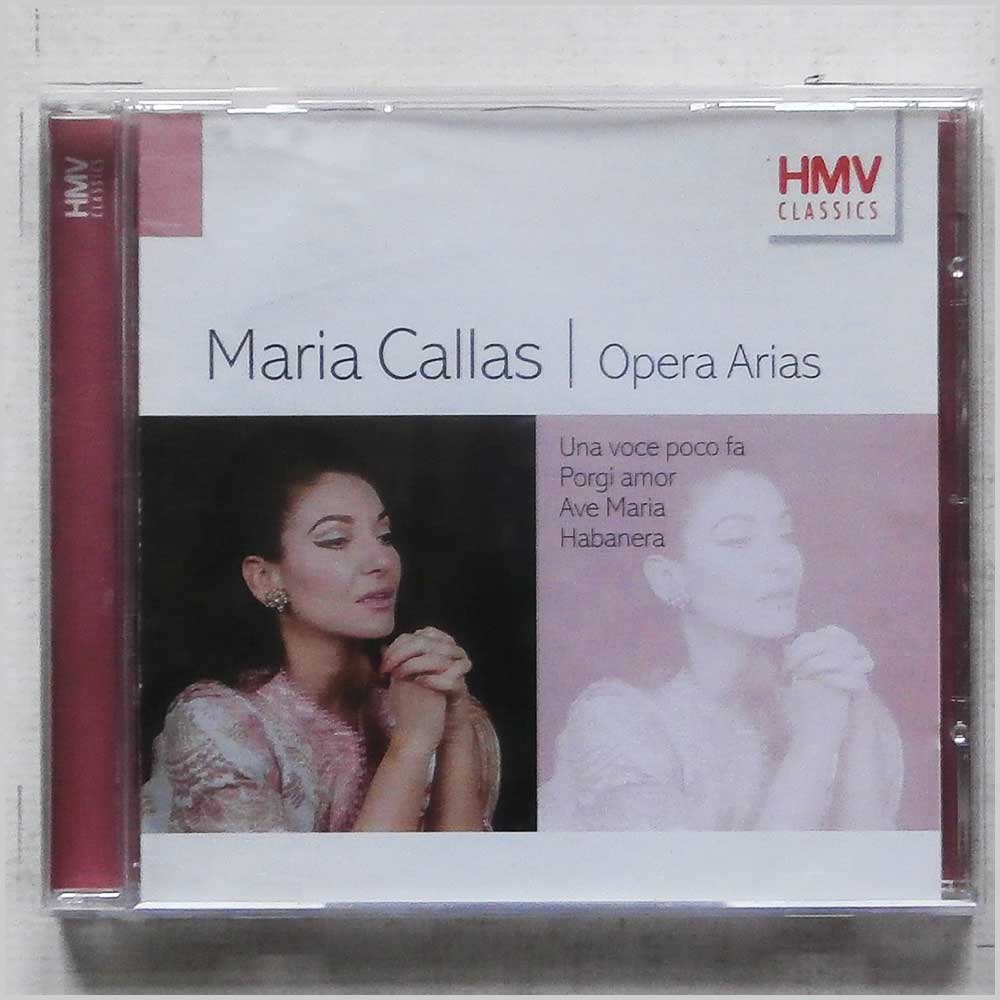 HMV
CLASSICS
HMV
CLASSICS
Maria Callas | Opera Arias
Una voce poco fa
Porgi amor
Ave Maria
Habanera